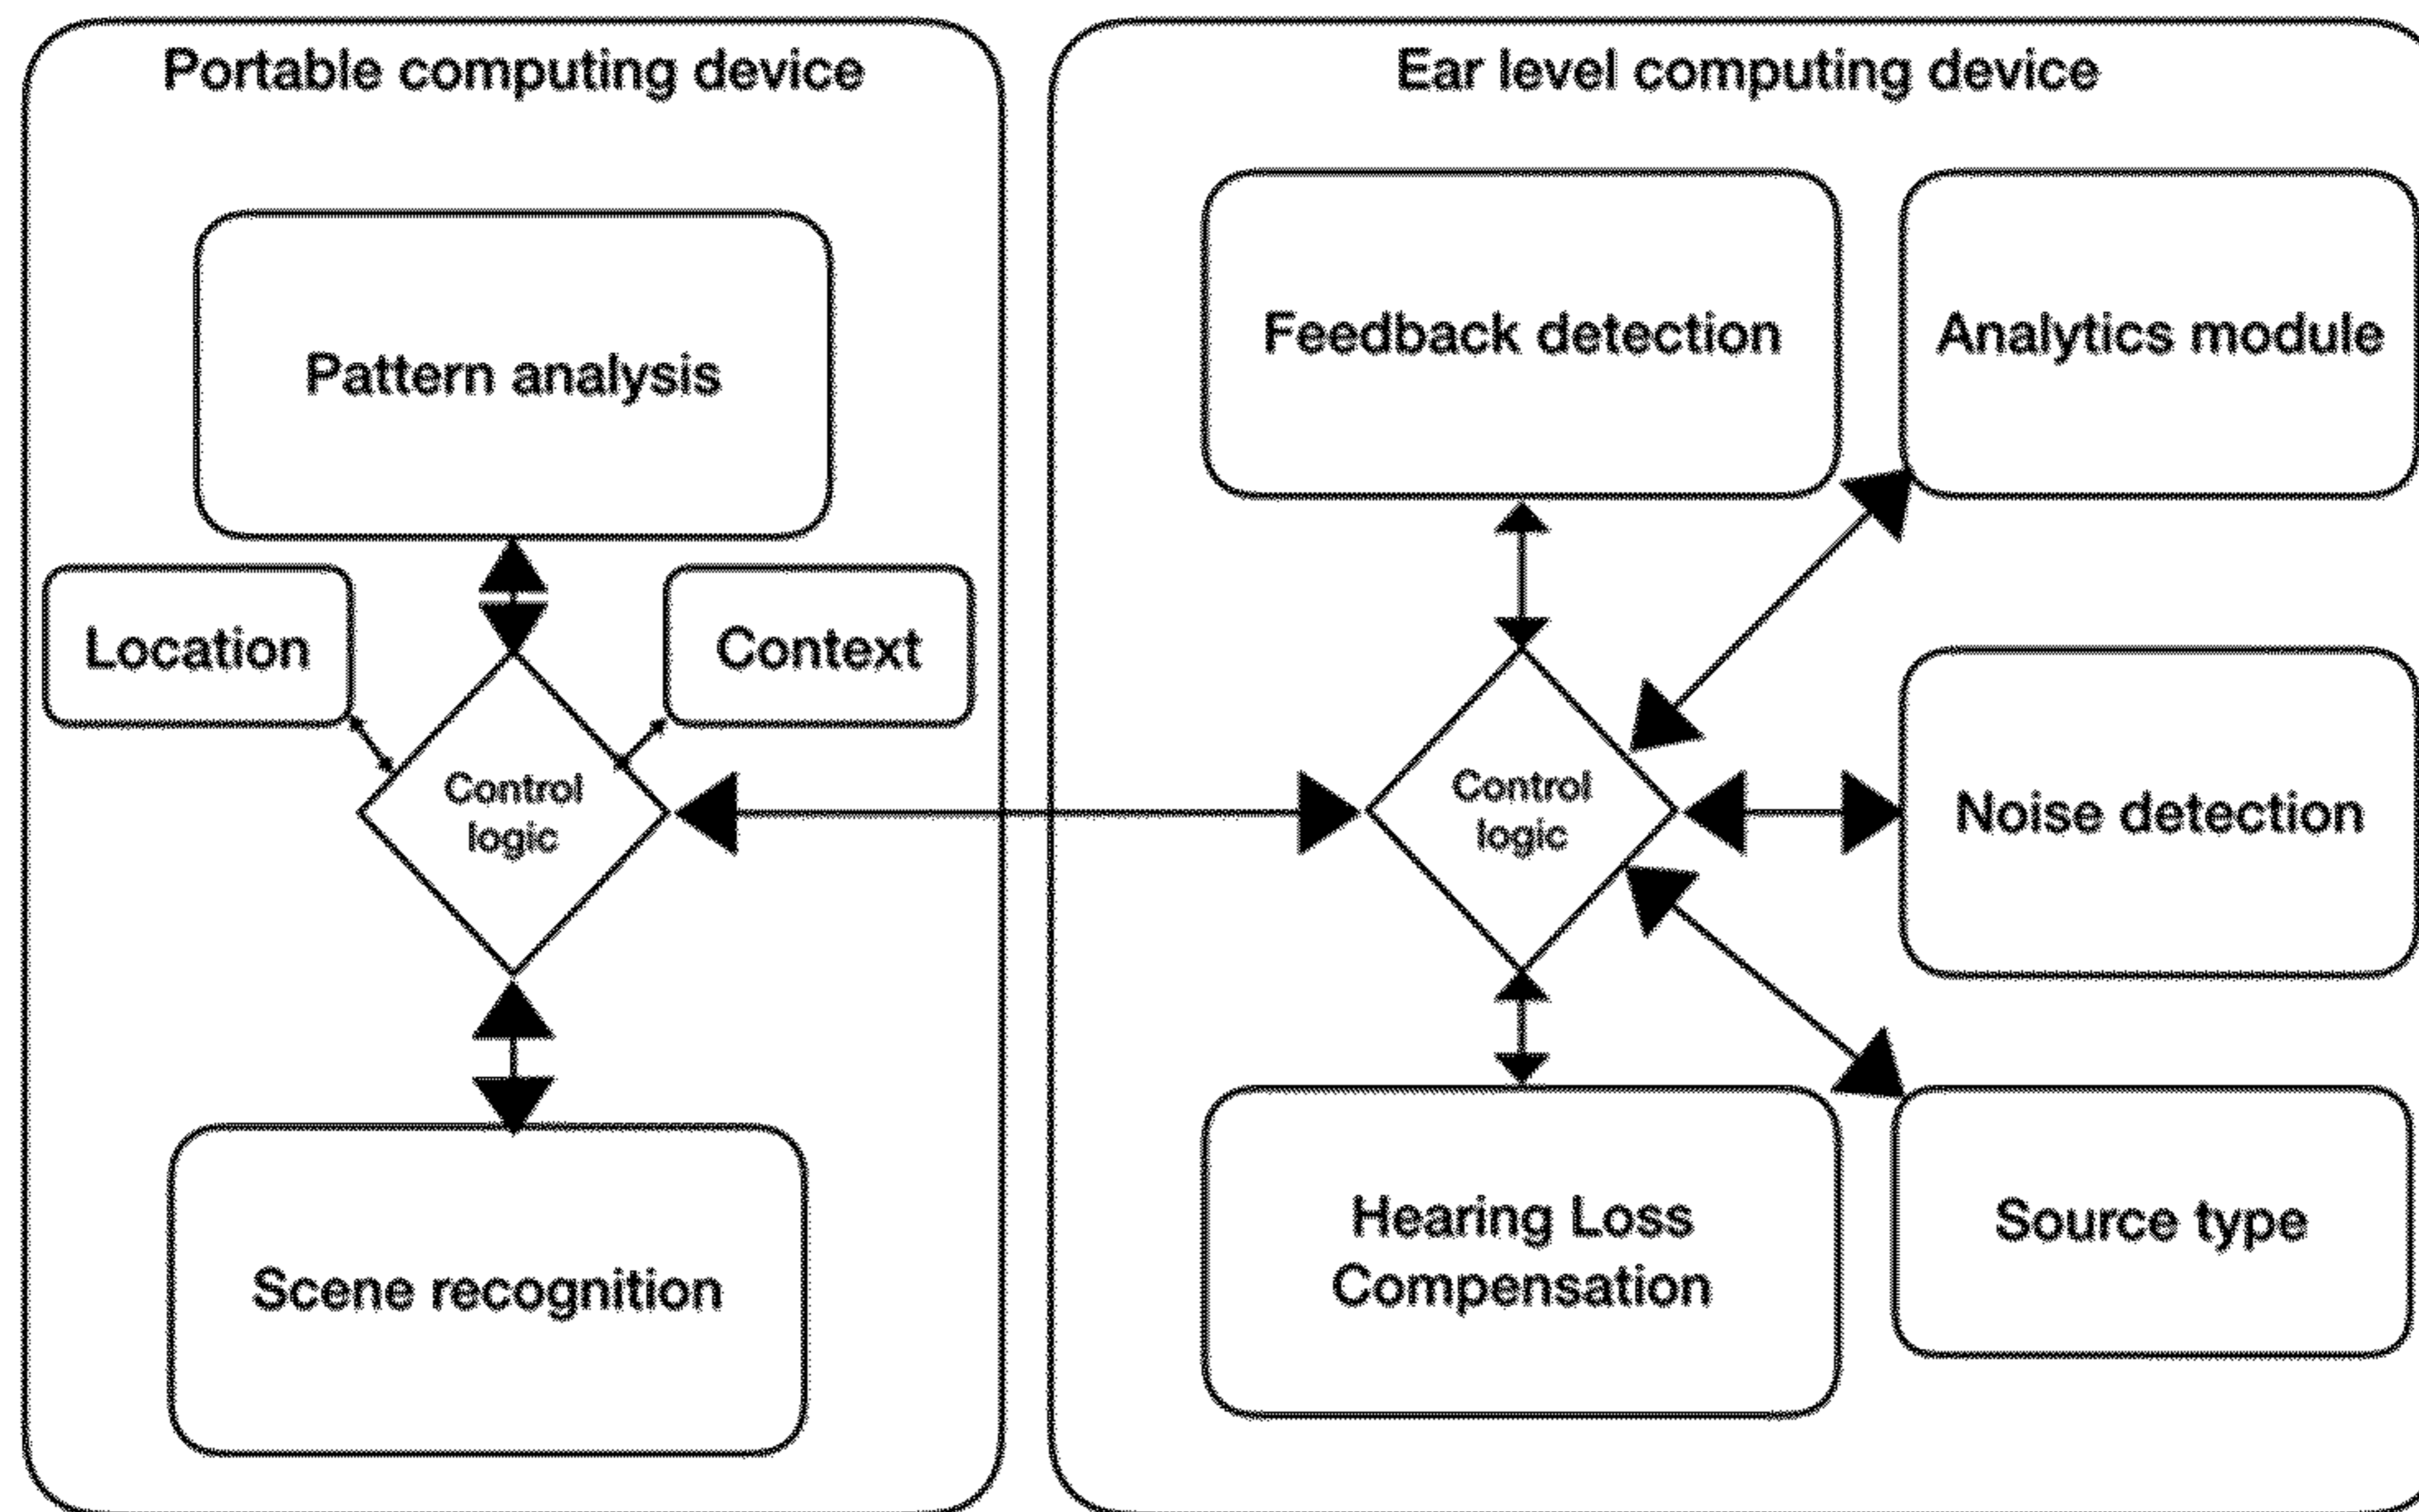 Portable computing device
Pattern analysis
Location
Context
Control
logic
Scene recognition
Ear level computing device
Feedback detection
Analytics module
Control
logic
Noise detection
Hearing Loss
Compensation
Source type